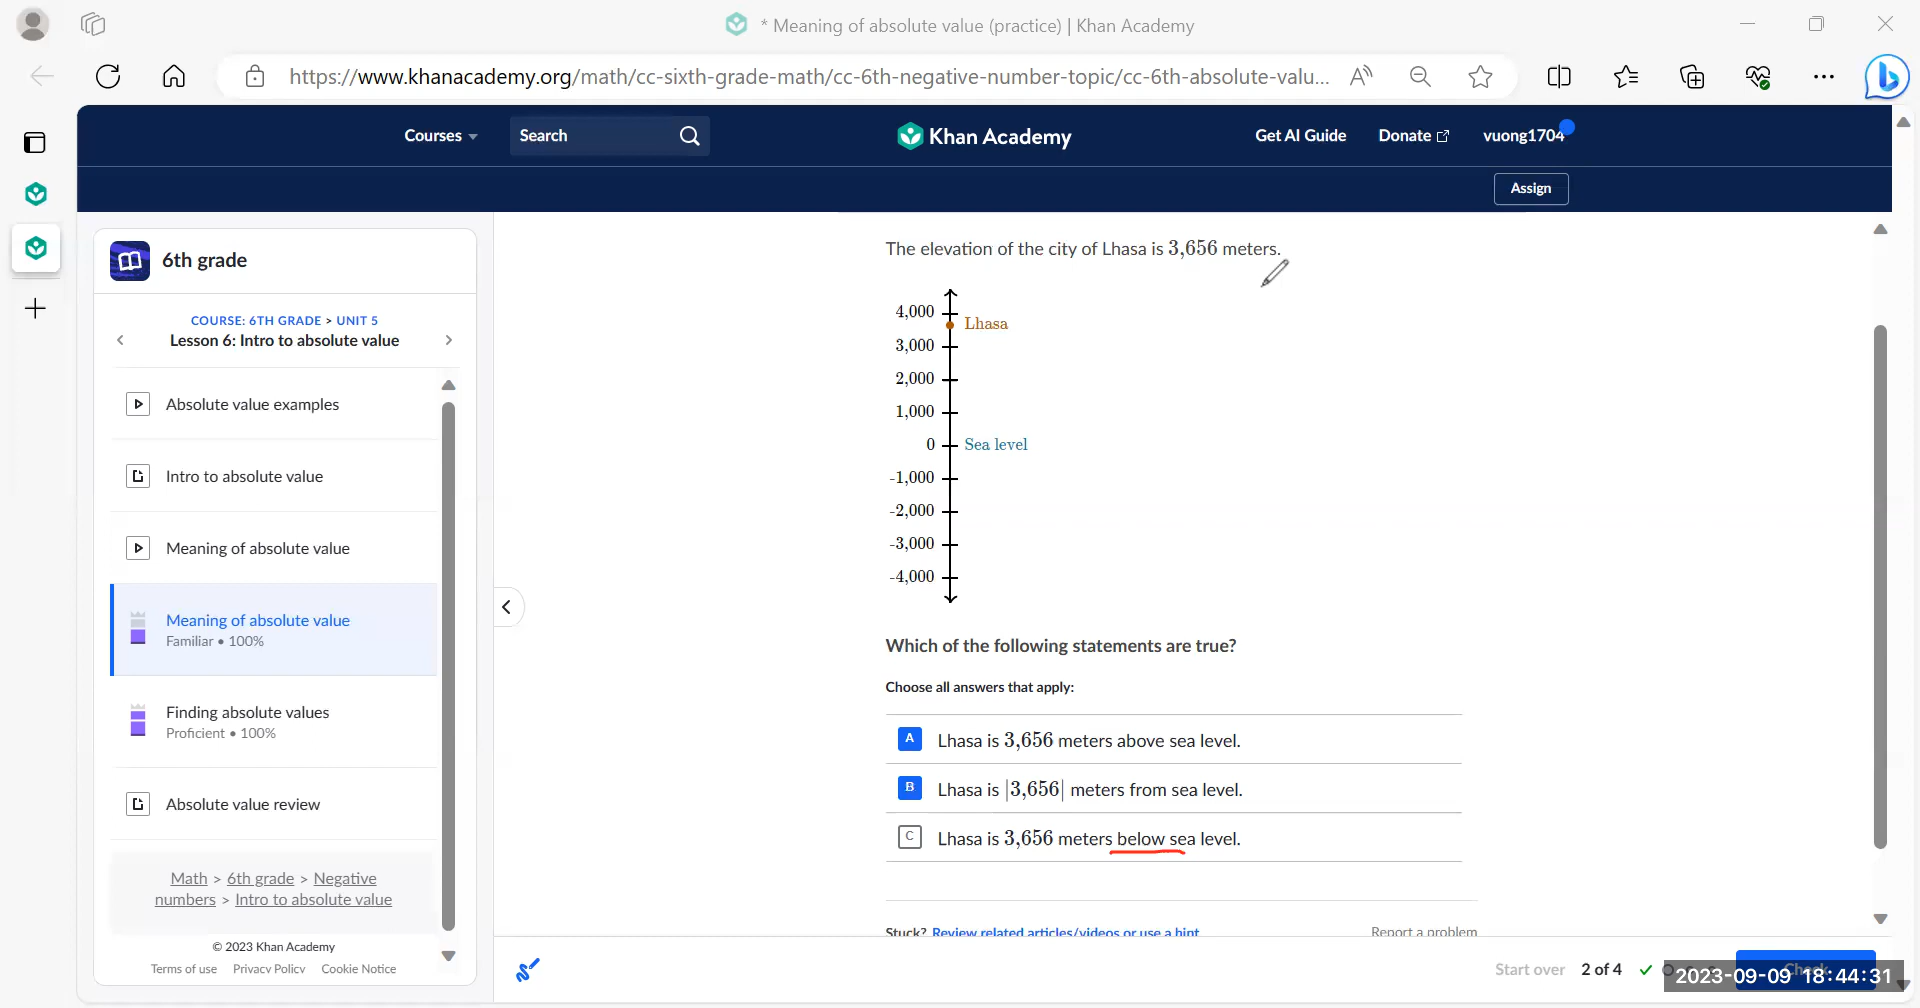 * Meaning of absolute value (practice) | Khan Academy
https://www.khanacademy.org/math/cc-sixth-grade-math/cc-6th-negative-number-topic/cc-6th-absolute-valu...
Courses
Search
Khan Academy
Get AI Guide
Donate
vuong1704
Assign
6th grade
COURSE: 6TH GRADE > UNIT 5
Lesson 6: Intro to absolute value
Absolute value examples
Intro to absolute value
Meaning of absolute value
Meaning of absolute value
Familiar • 100%
Finding absolute values
Proficient • 100%
Absolute value review
Math > 6th grade > Negative
numbers > Intro to absolute value
© 2023 Khan Academy
Terms of use Privacy Policy Cookie Notice
The elevation of the city of Lhasa is 3,656 meters.
4,000
Lhasa
3,000
2,000
1,000
0 Sea level
-1,000
-2,000
-3,000
-4,000
Which of the following statements are true?
Choose all answers that apply:
A Lhasa is 3,656 meters above sea level.
B Lhasa is |3,656| meters from sea level.
C Lhasa is 3,656 meters below sea level.
Stuck? Review related articles/videos or use a hint
Report a problem
Start over 2 of 4
Check
2023-09-09 18:44:31